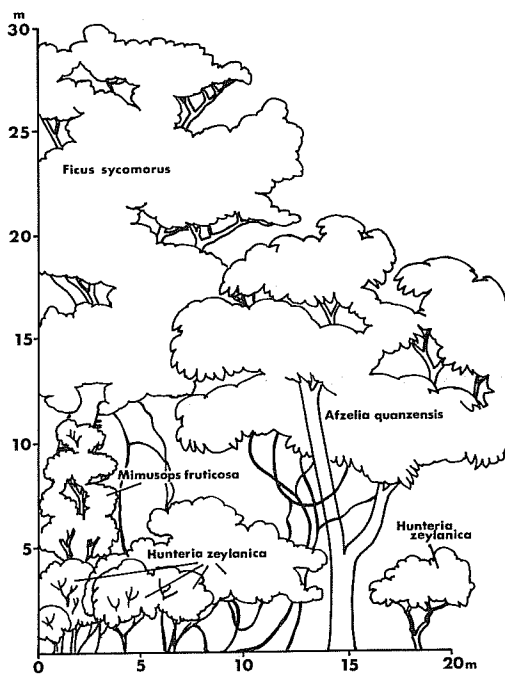 m
30
25
Ficus sycomorus
20
15
Afzelia quanzensis
10
Mimusops fruticosa
Hunteria
zeylanica
5
Hunteria zeylanica
0
5
10
15
20 m